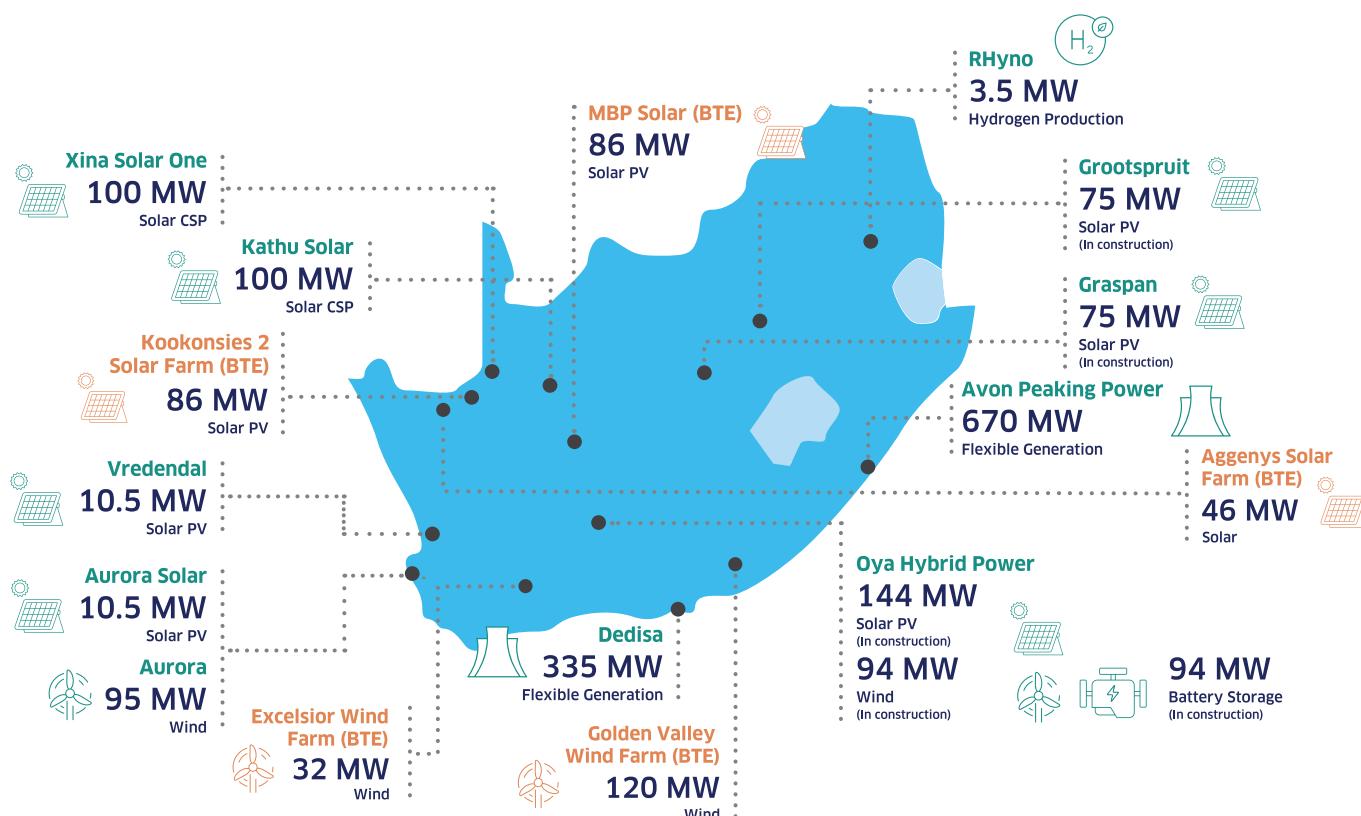 H2
RHyno
3.5 MW
Hydrogen Production
MBP Solar (BTE)
86 MW
Solar PV
Xina Solar One
100 MW
Solar CSP
Grootspruit
75 MW
Solar PV
(In construction)
Kathu Solar
100 MW
Solar CSP
Graspan
75 MW
Solar PV
(In construction)
Kookonsies 2
Solar Farm (BTE)
86 MW
Solar PV
Avon Peaking Power
670 MW
Flexible Generation
Aggenys Solar
Farm (BTE)
46 MW
Solar
Vredendal
10.5 MW
Solar PV
Aurora Solar
10.5 MW
Solar PV
Aurora
95 MW
Wind
Oya Hybrid Power
144 MW
Solar PV
(In construction)
94 MW
Wind
(In construction)
94 MW
Battery Storage
(In construction)
Dedisa
335 MW
Flexible Generation
Excelsior Wind
Farm (BTE)
32 MW
Wind
Golden Valley
Wind Farm (BTE)
120 MW
Wind